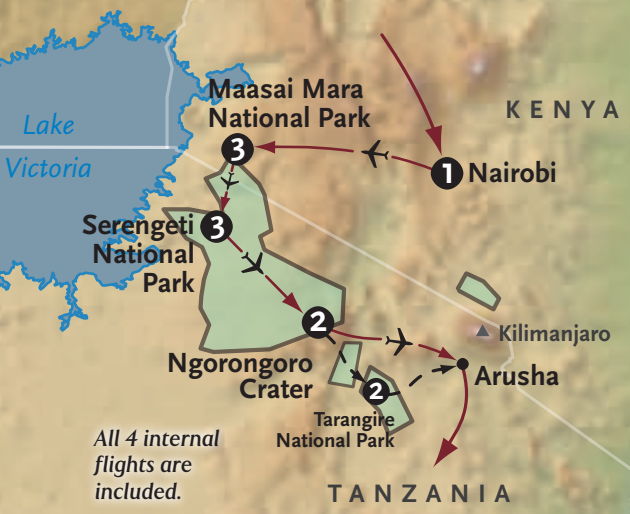 Maasai Mara
National Park
KENYA
Lake
Victoria
3
1 Nairobi
Serengeti
National
Park
3
2
Kilimanjaro
Ngorongoro
Crater
Arusha
2
Tarangire
National Park
All 4 internal
flights are
included.
TANZANIA